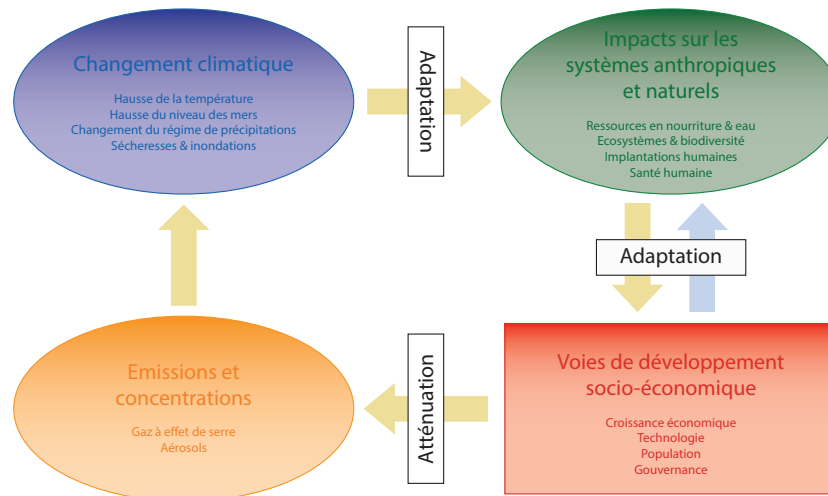 Changement climatique
Hausse de la température
Hausse du niveau des mers
Changement du régime de précipitations
Sécheresses & inondations
Adaptation
Impacts sur les
systèmes anthropiques
et naturels
Ressources en nourriture & eau
Ecosystèmes & biodiversité
Implantations humaines
Santé humaine
Adaptation
Emissions et
concentrations
Gaz à effet de serre
Aérosols
Atténuation
Voies de développement
socio-économique
Croissance économique
Technologie
Population
Gouvernance